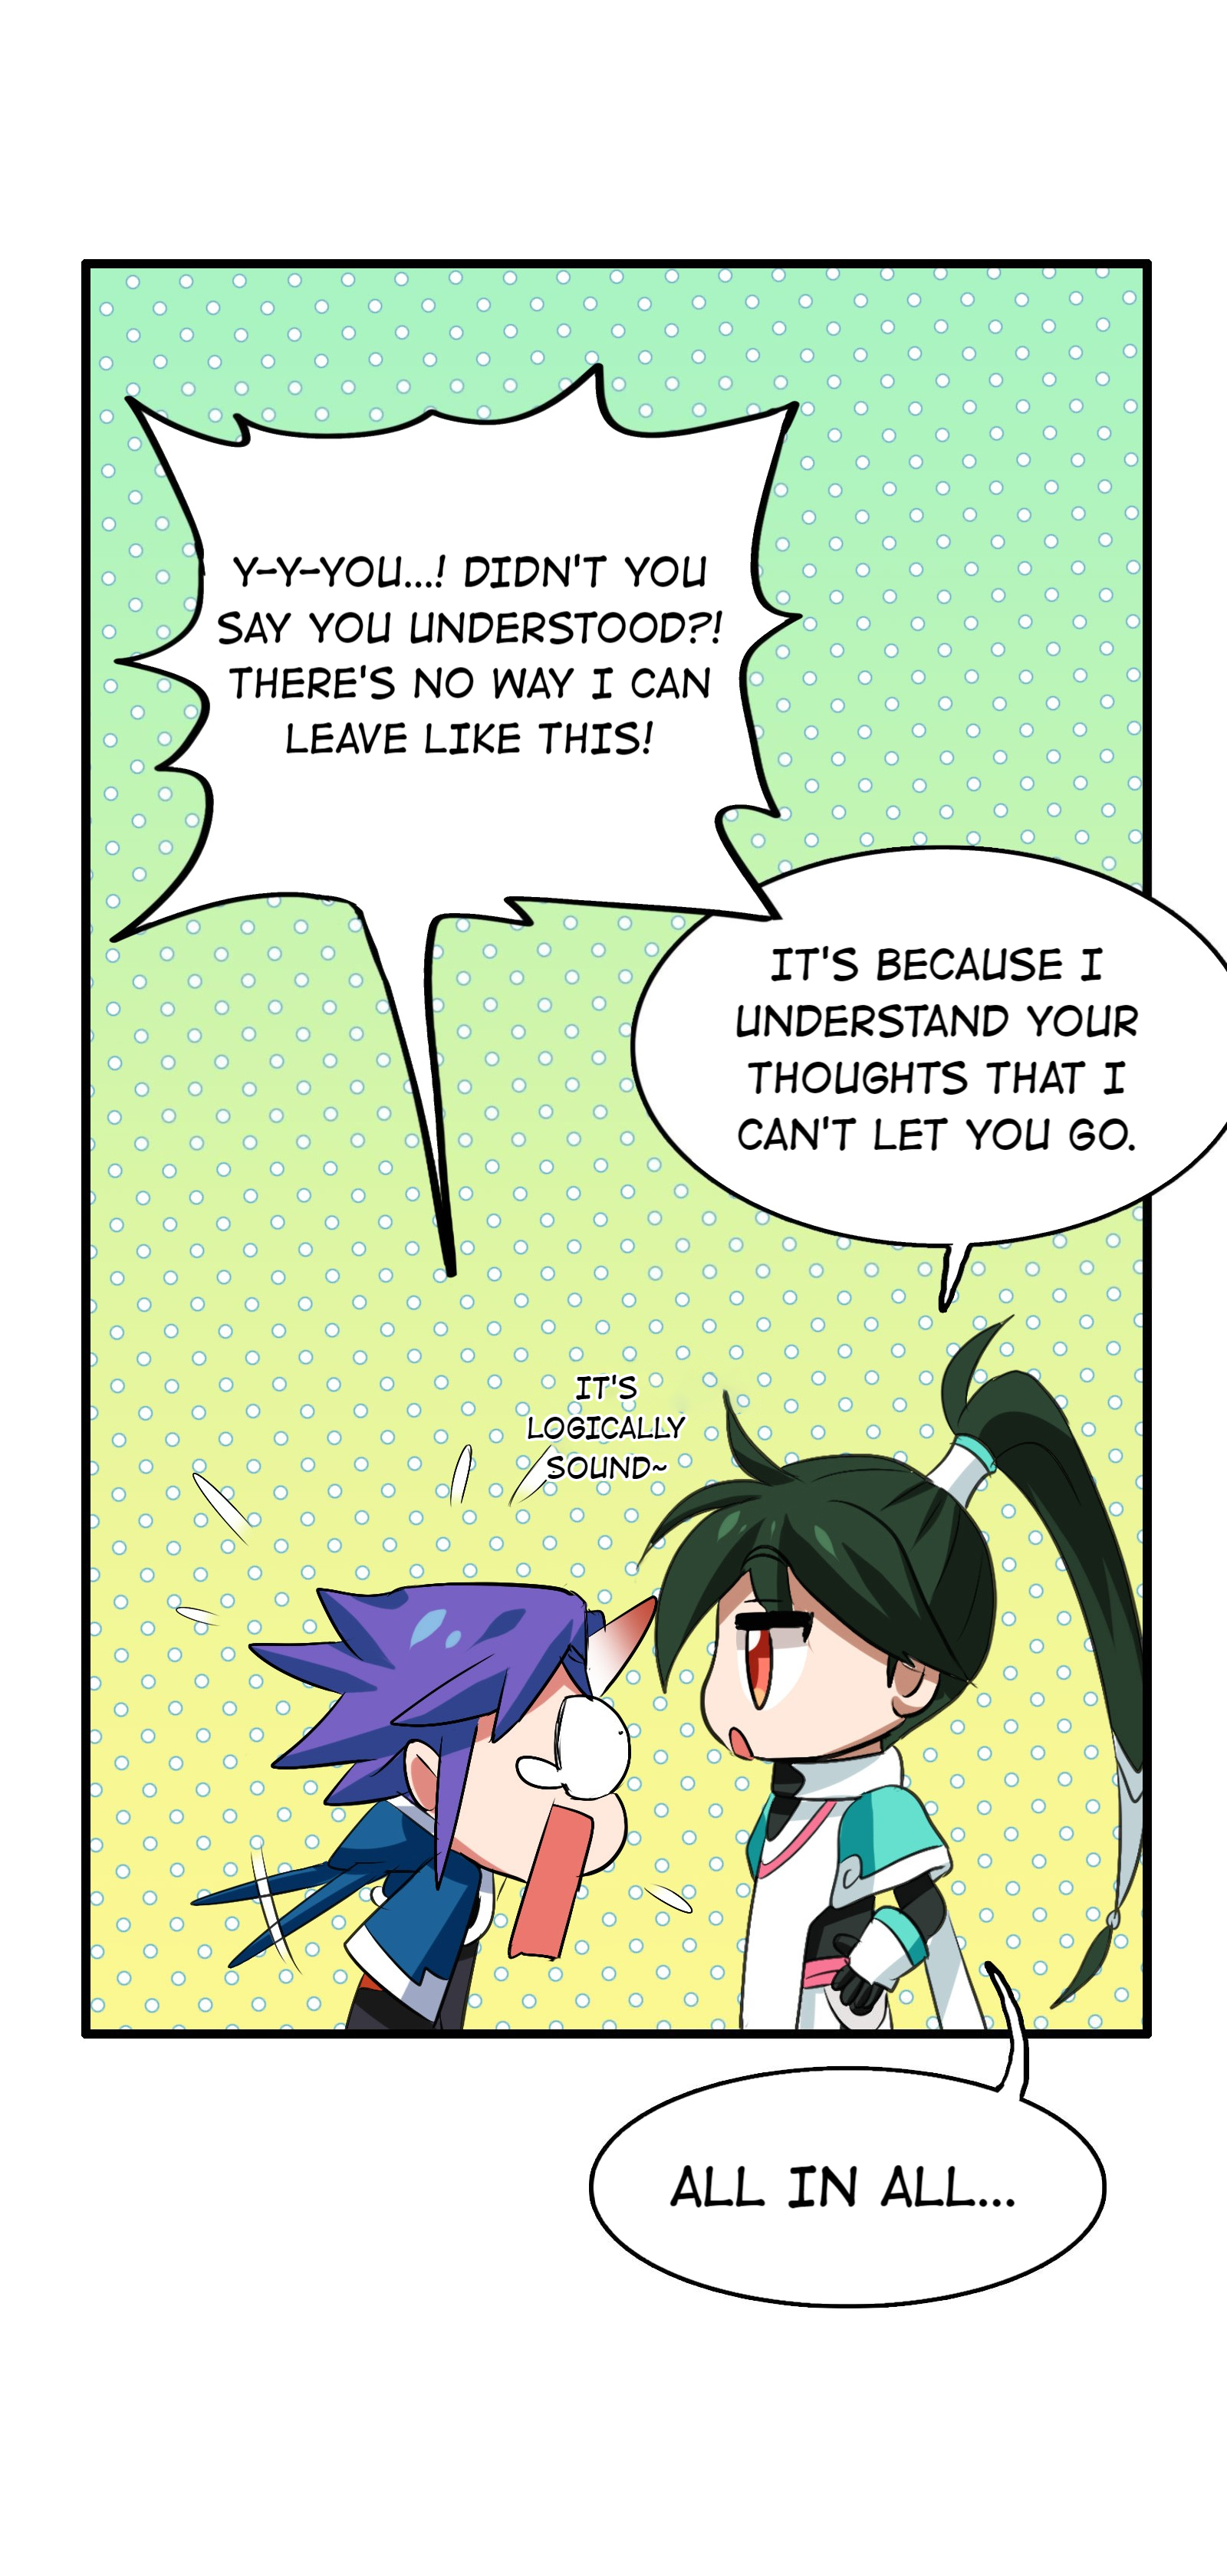 Y-Y-YOU...! DIDN'T YOU
SAY YOU UNDERSTOOD?!
THERE'S NO WAY I CAN
LEAVE LIKE THIS!
IT'S BECAUSE I
UNDERSTAND YOUR
THOUGHTS THAT I
CAN'T LET YOU GO.
IT'S
LOGICALLY
SOUND~
ALL IN ALL...